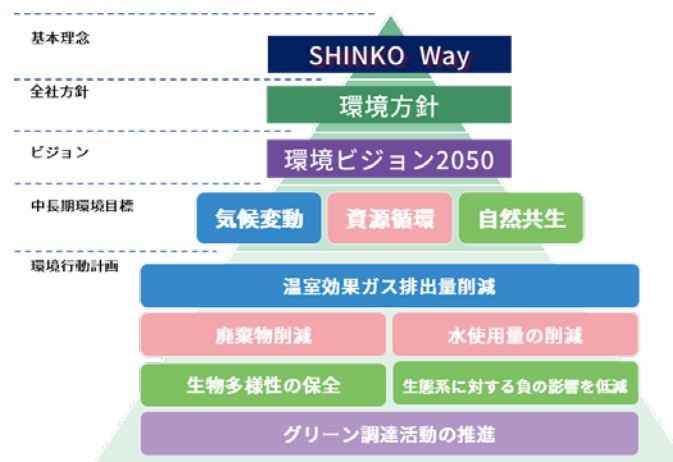 基本理念
SHINKO Way
全社方針
環境方針
ビジョン
環境ビジョン2050
中長期環境目標
気候変動
資源循環
自然共生
環境行動計画
温室効果ガス排出量削減
廃棄物削減
水使用量の削減
生物多様性の保全
生態系に対する負の影響を低減
グリーン調達活動の推進